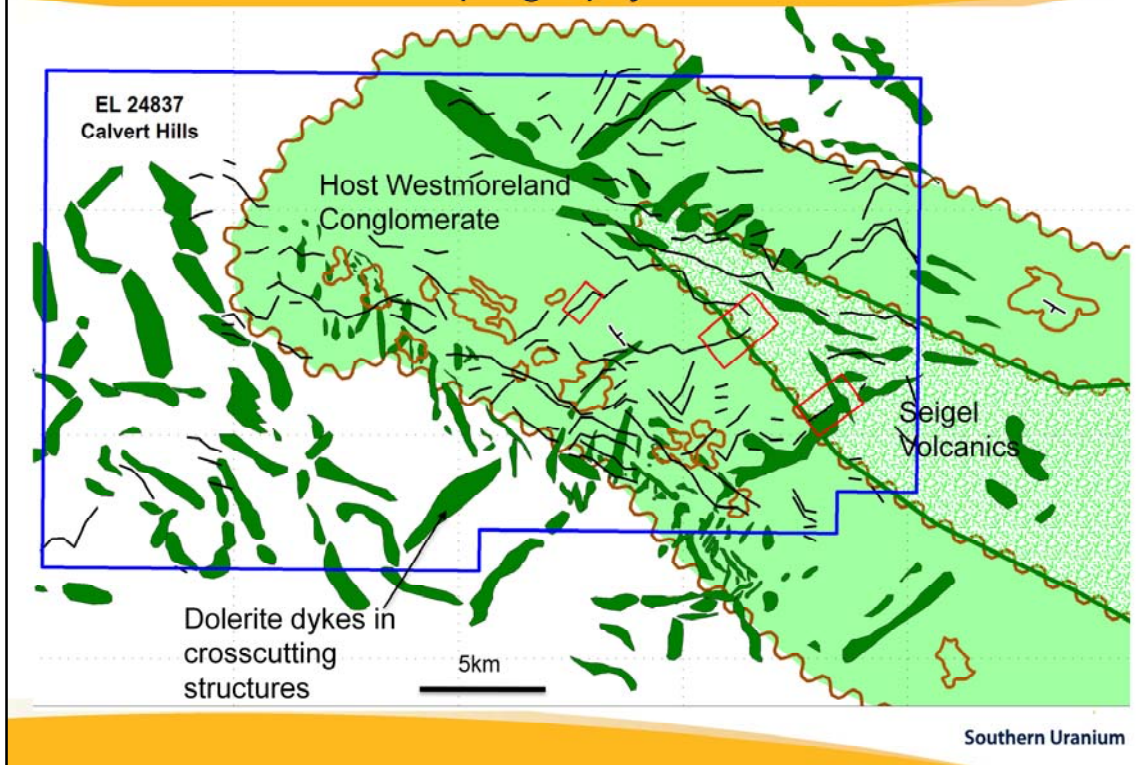 EL 24837
Calvert Hills
Host Westmoreland
Conglomerate
Seigel
Volcanics
Dolerite dykes in
crosscutting
structures
5km
Southern Uranium